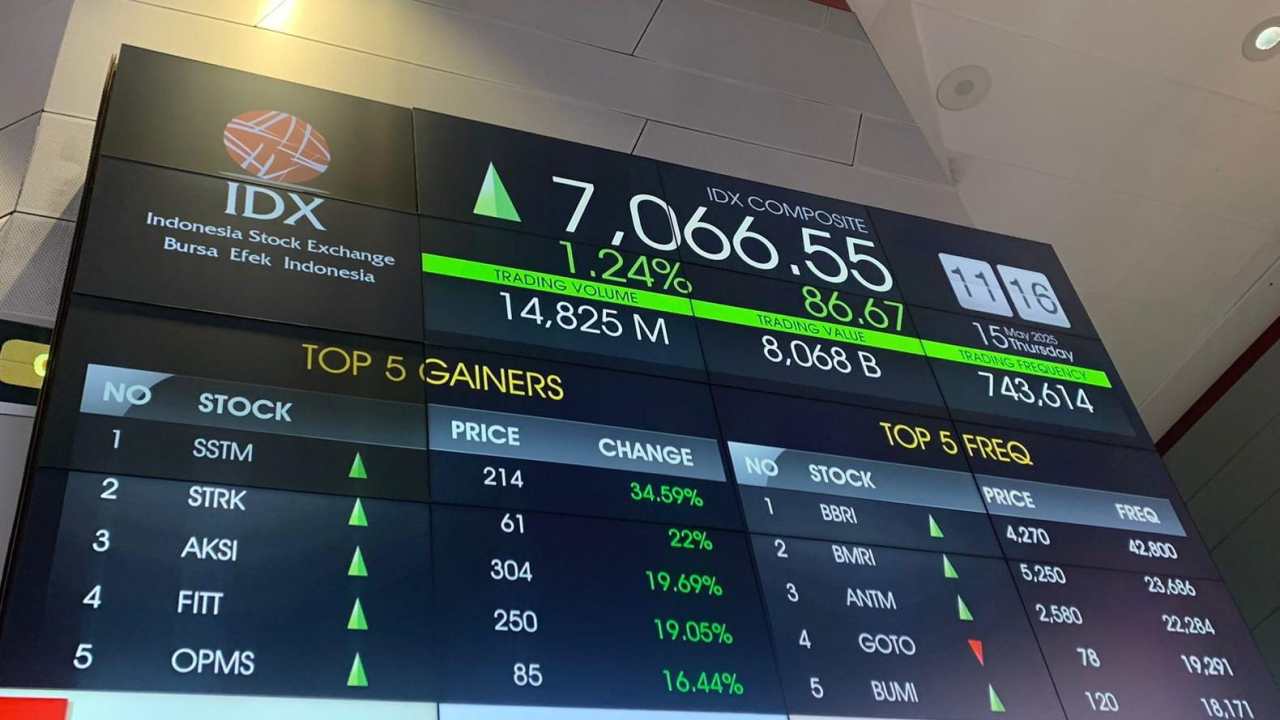 IDX
Indonesia Stock Exchange
Bursa Efek Indonesia
IDX COMPOSITE
7,066.55
1.24% 86.67
11 16
15 May 2025
Thursday
TRADING VOLUME TRADING VALUE TRADING FREQUENCY
14,825 M 8,068 B 743,614
TOP 5 GAINERS
NO STOCK PRICE CHANGE
1 SSTM 214 34.59%
2 STRK 61 22%
3 AKSI 304 19.69%
4 FITT 250 19.05%
5 OPMS 85 16.44%
TOP 5 FREQ
NO STOCK PRICE FREQ
1 BBRI 4,270 42,800
2 BMRI 5,250 23,686
3 ANTM 2,580 22,284
4 GOTO 78 19,291
5 BUMI 120 18,171